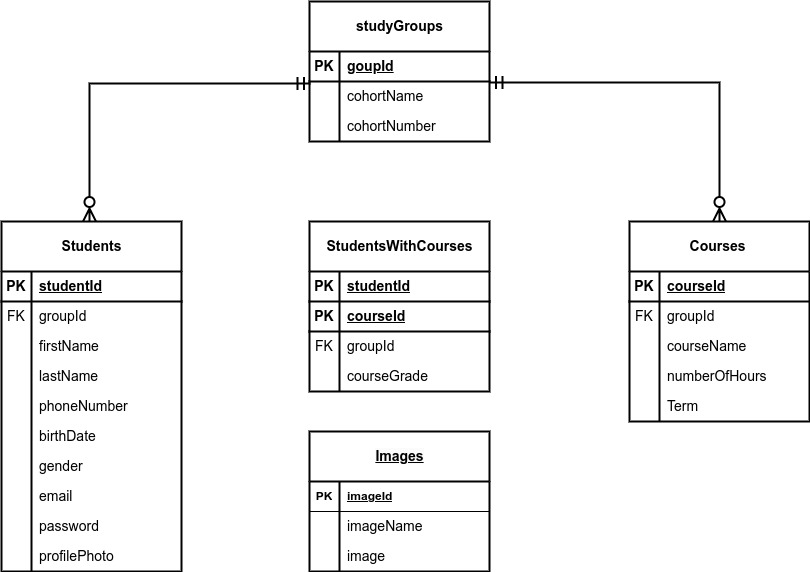 studyGroups
PK goupId
cohortName
cohortNumber
Students
PK studentId
FK groupId
firstName
lastName
phoneNumber
birthDate
gender
email
password
profilePhoto
StudentsWithCourses
PK studentId
PK courseId
FK groupId
courseGrade
Images
PK imageId
imageName
image
Courses
PK courseId
FK groupId
courseName
numberOfHours
Term